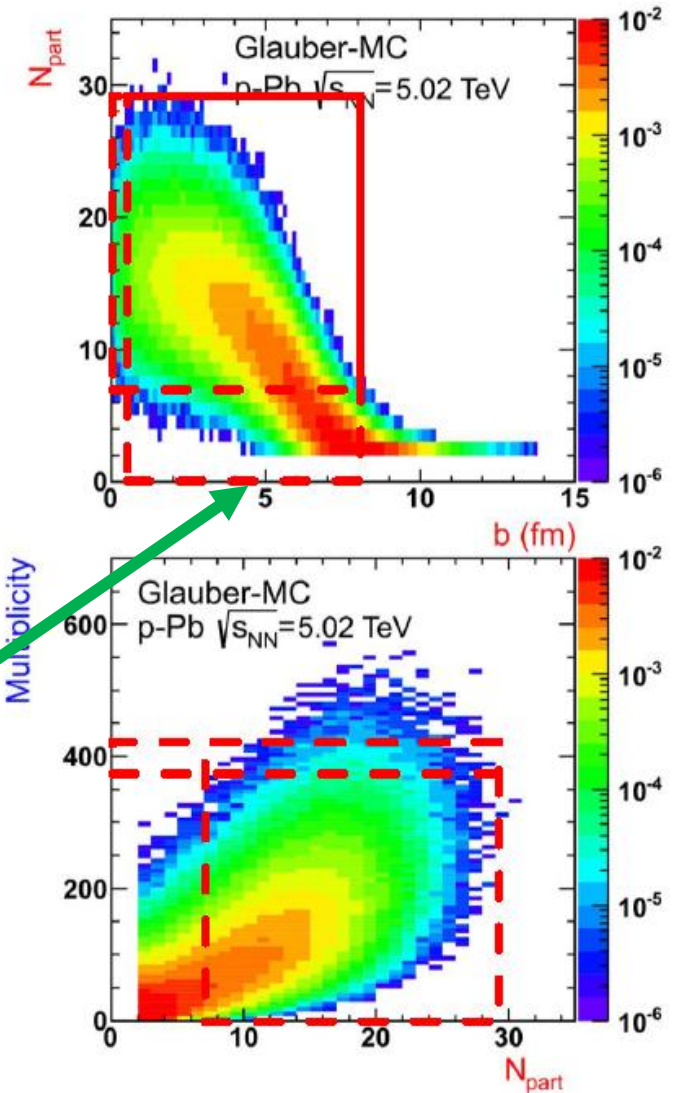 N_part
Glauber-MC
p-Pb √s_NN=5.02 TeV
30
20
10
0
0 5 10 15
b (fm)
10^-2
10^-3
10^-4
10^-5
10^-6
Multiplicity
Glauber-MC
p-Pb √s_NN=5.02 TeV
600
400
200
0
0 10 20 30
N_part
10^-2
10^-3
10^-4
10^-5
10^-6